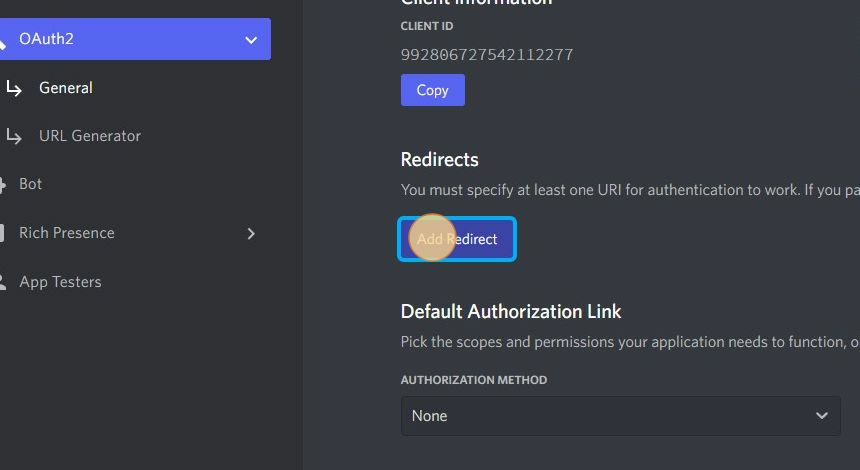 OAuth2
General
URL Generator
Bot
Rich Presence
App Testers
Client Information
CLIENT ID
992806727542112277
Copy
Redirects
You must specify at least one URI for authentication to work. If you pa
Add Redirect
Default Authorization Link
Pick the scopes and permissions your application needs to function, o
AUTHORIZATION METHOD
None